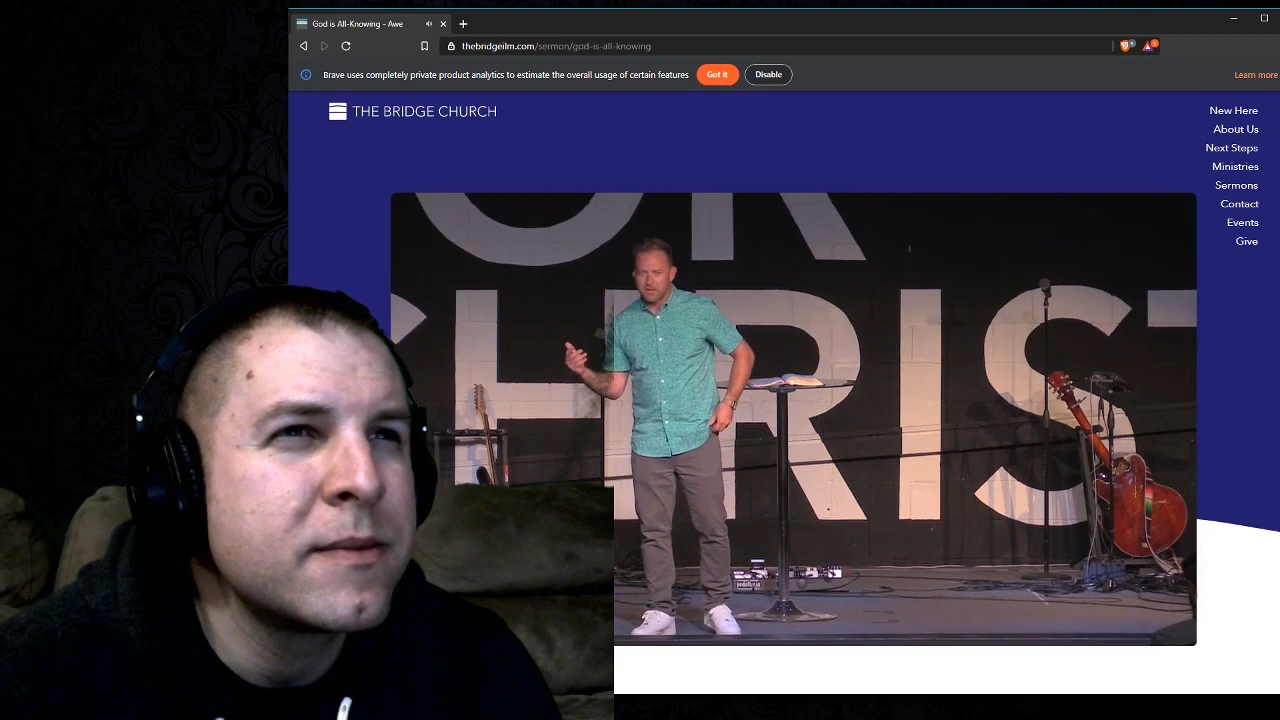 God is All-Knowing - Awe
thebridgeilm.com/sermon/god-is-all-knowing
Brave uses completely private product analytics to estimate the overall usage of certain features
Got it
Disable
Learn more
THE BRIDGE CHURCH
New Here
About Us
Next Steps
Ministries
Sermons
Contact
Events
Give
OR
CHRIST